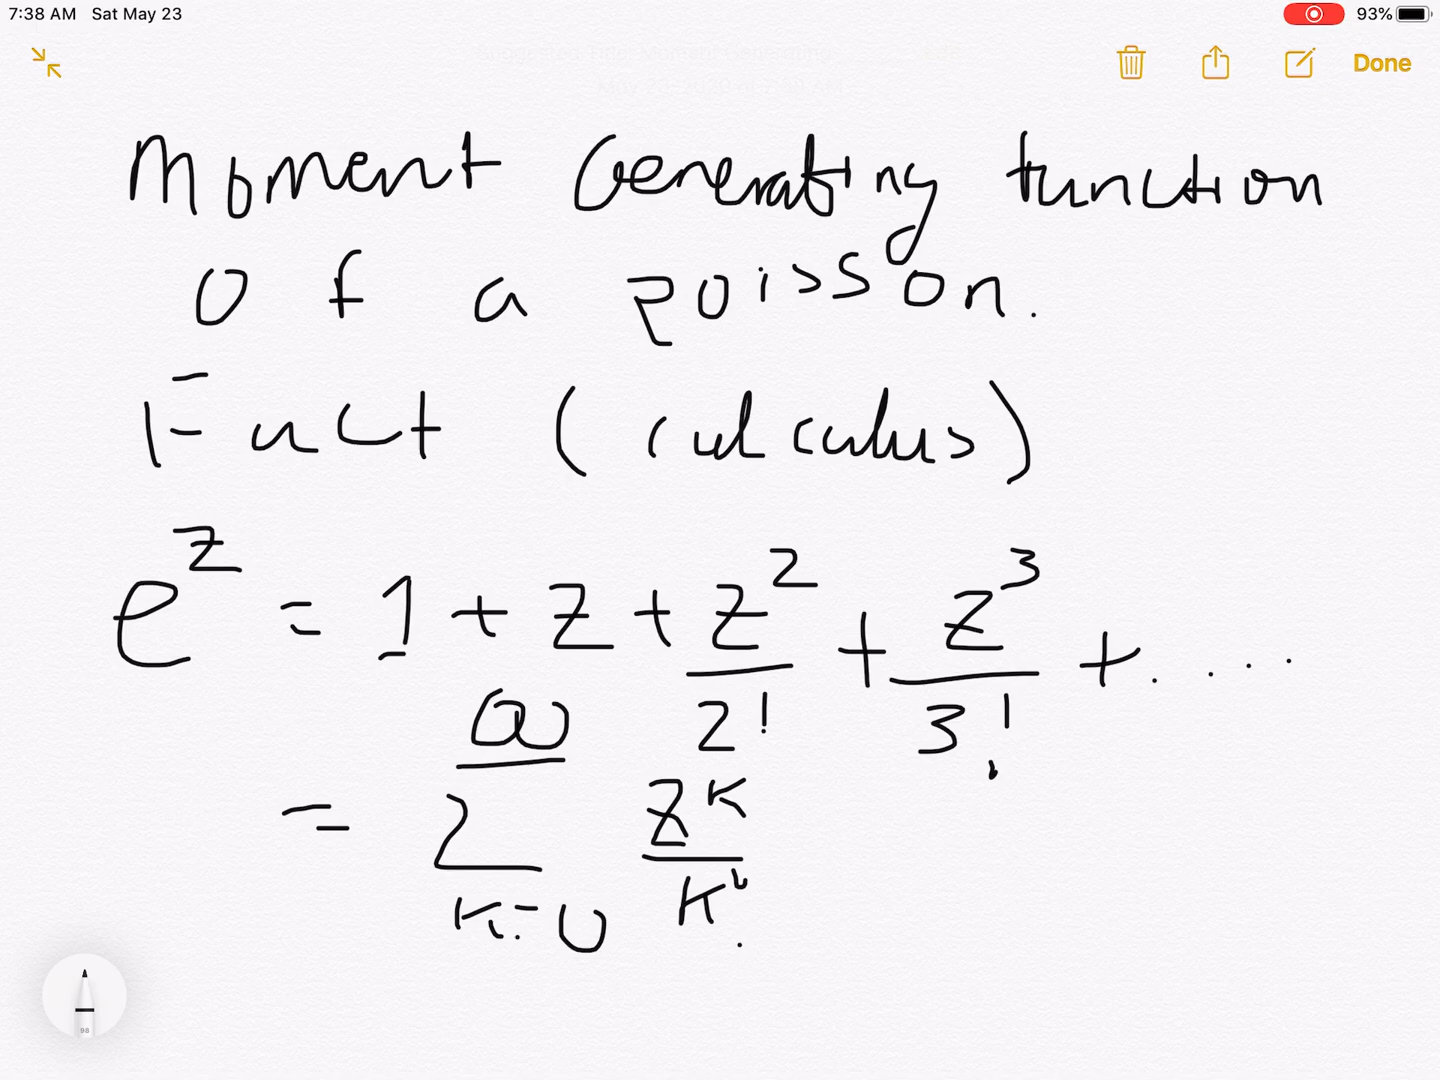 7:38 AM Sat May 23 93%
Done
Moment Generating function
of a poisson.
Fact (calculus)
e^z = 1 + z + z^2/2! + z^3/3! + .....
= ∞ Σ k=0 z^k/k!
98